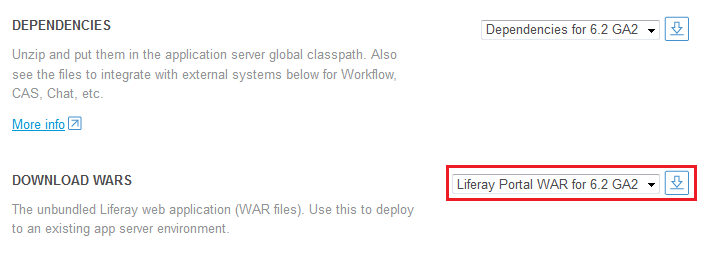 DEPENDENCIES
Dependencies for 6.2 GA2
Unzip and put them in the application server global classpath. Also
see the files to integrate with external systems below for Workflow,
CAS, Chat, etc.
More info
DOWNLOAD WARS
Liferay Portal WAR for 6.2 GA2
The unbundled Liferay web application (WAR files). Use this to deploy
to an existing app server environment.